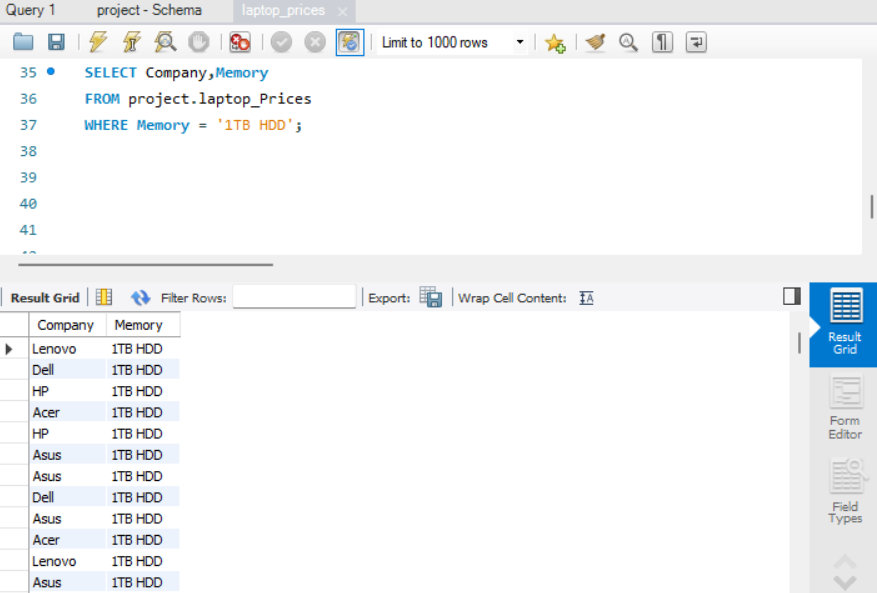 Query 1 project - Schema laptop_prices
Limit to 1000 rows
35 SELECT Company,Memory
36 FROM project.laptop_Prices
37 WHERE Memory = '1TB HDD';
38
39
40
41
Result Grid Filter Rows: Export: Wrap Cell Content:
Company Memory
Lenovo 1TB HDD
Dell 1TB HDD
HP 1TB HDD
Acer 1TB HDD
HP 1TB HDD
Asus 1TB HDD
Asus 1TB HDD
Dell 1TB HDD
Asus 1TB HDD
Acer 1TB HDD
Lenovo 1TB HDD
Asus 1TB HDD
Result
Grid
Form
Editor
Field
Types